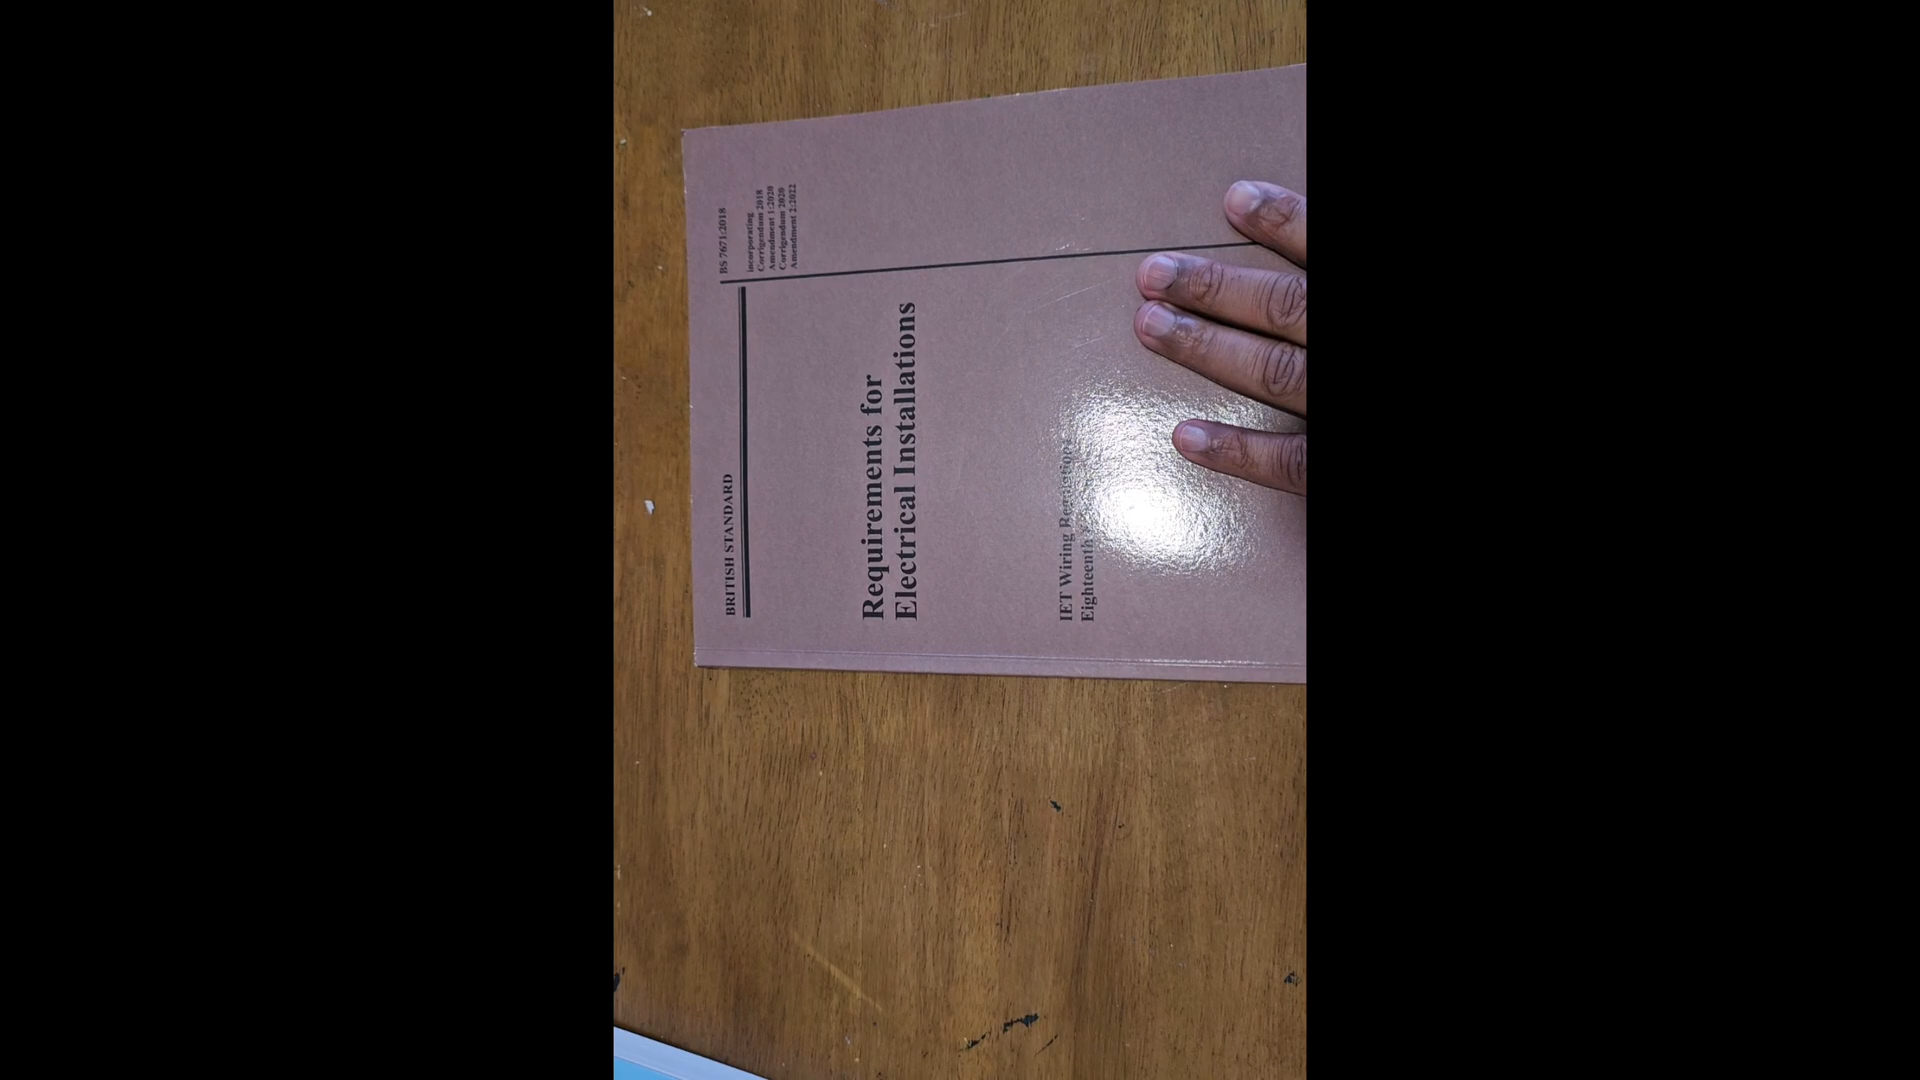 BRITISH STANDARD
BS 7671:2018
incorporating
Corrigendum 2018
Amendment 1:2020
Corrigendum 2020
Amendment 2:2022
Requirements for
Electrical Installations
IET Wiring Regulations
Eighteenth